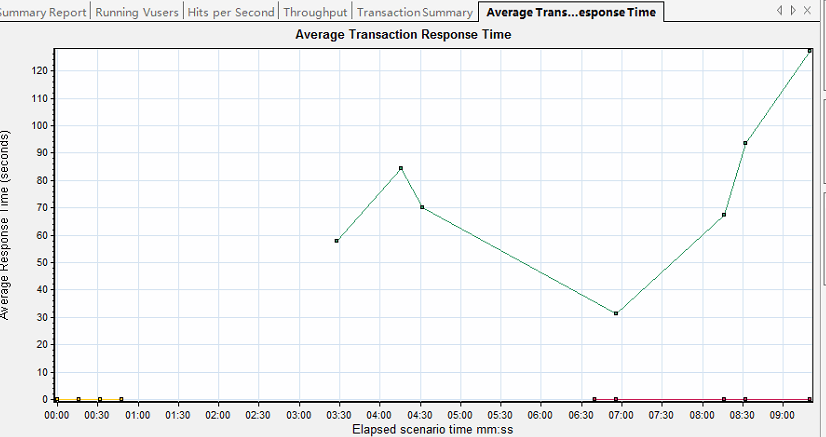 Summary Report Running Vusers Hits per Second Throughput Transaction Summary Average Trans...esponse Time
Average Transaction Response Time
Average Response Time (seconds)
120
110
100
90
80
70
60
50
40
30
20
10
0
00:00 00:30 01:00 01:30 02:00 02:30 03:00 03:30 04:00 04:30 05:00 05:30 06:00 06:30 07:00 07:30 08:00 08:30 09:00
Elapsed scenario time mm:ss